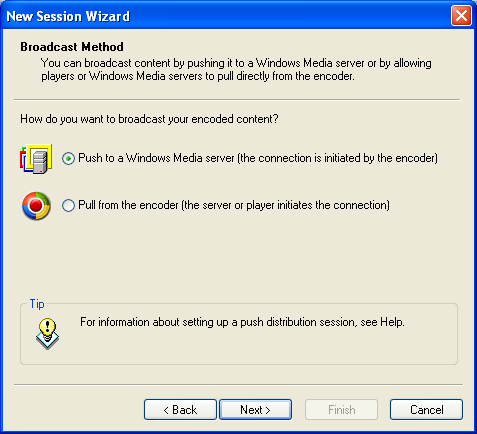 New Session Wizard
Broadcast Method
You can broadcast content by pushing it to a Windows Media server or by allowing
players or Windows Media servers to pull directly from the encoder.
How do you want to broadcast your encoded content?
Push to a Windows Media server (the connection is initiated by the encoder)
Pull from the encoder (the server or player initiates the connection)
Tip
For information about setting up a push distribution session, see Help.
< Back
Next >
Finish
Cancel